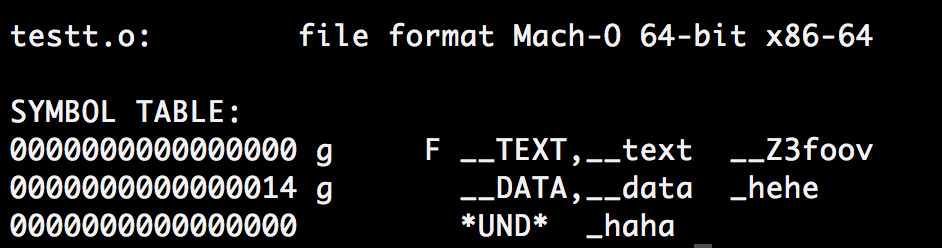 testt.o:        file format Mach-O 64-bit x86-64
SYMBOL TABLE:
0000000000000000 g     F __TEXT,__text  __Z3foov
0000000000000014 g       __DATA,__data  _hehe
0000000000000000         *UND*  _haha